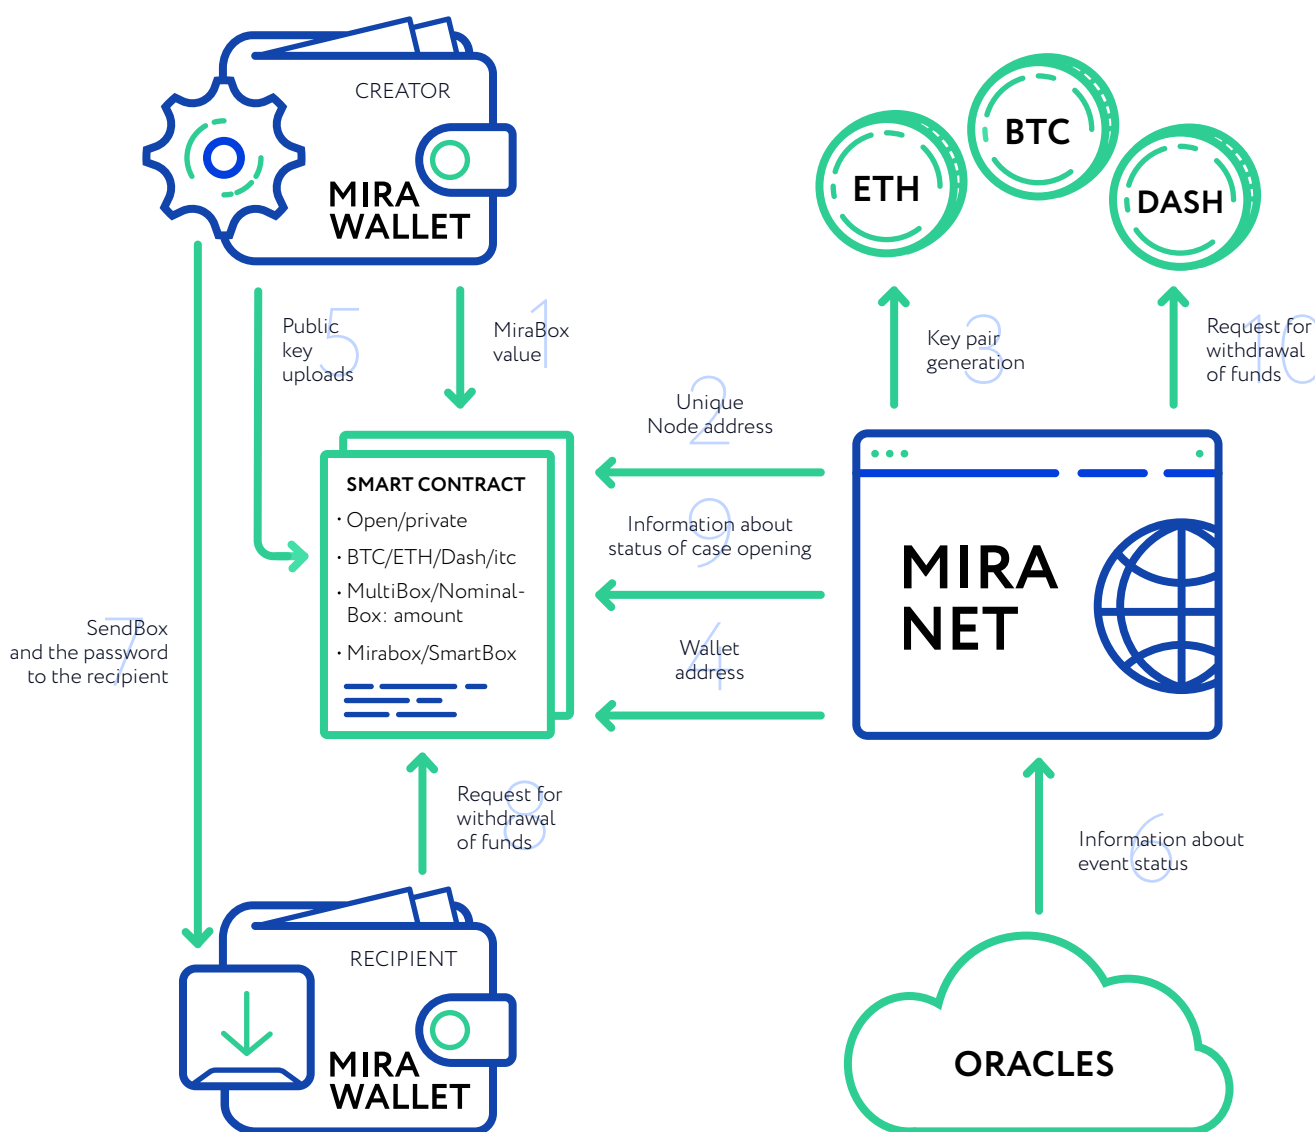 CREATOR
MIRA
WALLET
ETH
BTC
DASH
5
Public
key
uploads
1
MiraBox
value
3
Key pair
generation
10
Request for
withdrawal
of funds
2
Unique
Node address
9
Information about
status of case opening
4
Wallet
address
SMART CONTRACT
· Open/private
· BTC/ETH/Dash/itc
· MultiBox/Nominal-
Box: amount
· Mirabox/SmartBox
MIRA
NET
7
SendBox
and the password
to the recipient
8
Request for
withdrawal
of funds
6
Information about
event status
RECIPIENT
MIRA
WALLET
ORACLES